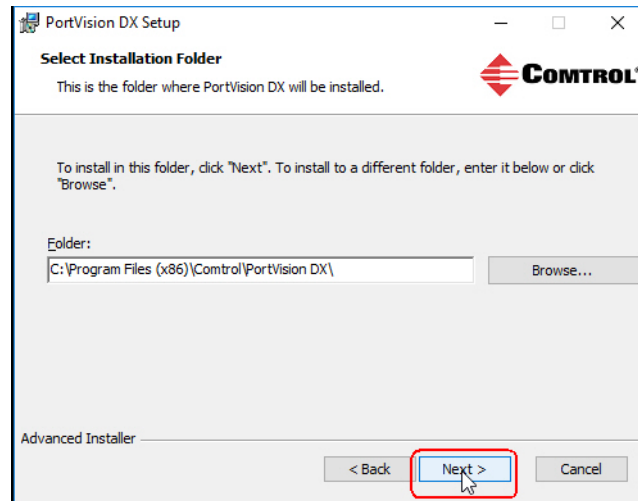 PortVision DX Setup
Select Installation Folder
This is the folder where PortVision DX will be installed.
COMTROL
To install in this folder, click "Next". To install to a different folder, enter it below or click
"Browse".
Folder:
C:\Program Files (x86)\Comtrol\PortVision DX\
Browse...
Advanced Installer
< Back
Next >
Cancel